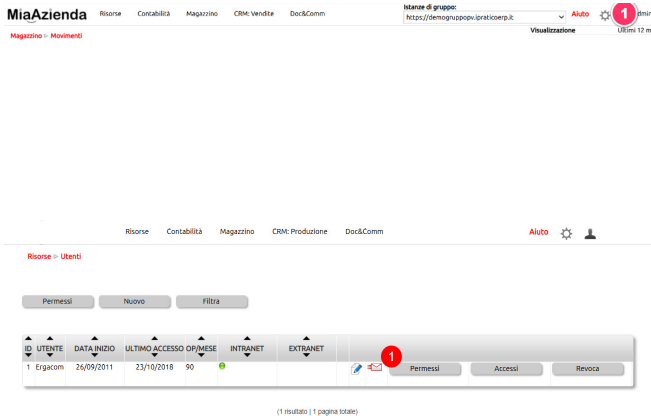 Istanze di gruppo:
MiaAzienda Risorse Contabilità Magazzino CRM: Vendite Doc&Comm https://demogruppopv.ipraticoerp.it Aiuto 1 dmin
Magazzino Movimenti Visualizzazione Ultimi 12 m
Risorse Contabilità Magazzino CRM: Produzione Doc&Comm Aiuto
Risorse Utenti
Permessi Nuovo Filtra
ID UTENTE DATA INIZIO ULTIMO ACCESSO OP/MESE INTRANET EXTRANET
1
1 Ergacom 26/09/2011 23/10/2018 90 Permessi Accessi Revoca
(1 risultato | 1 pagina totale)